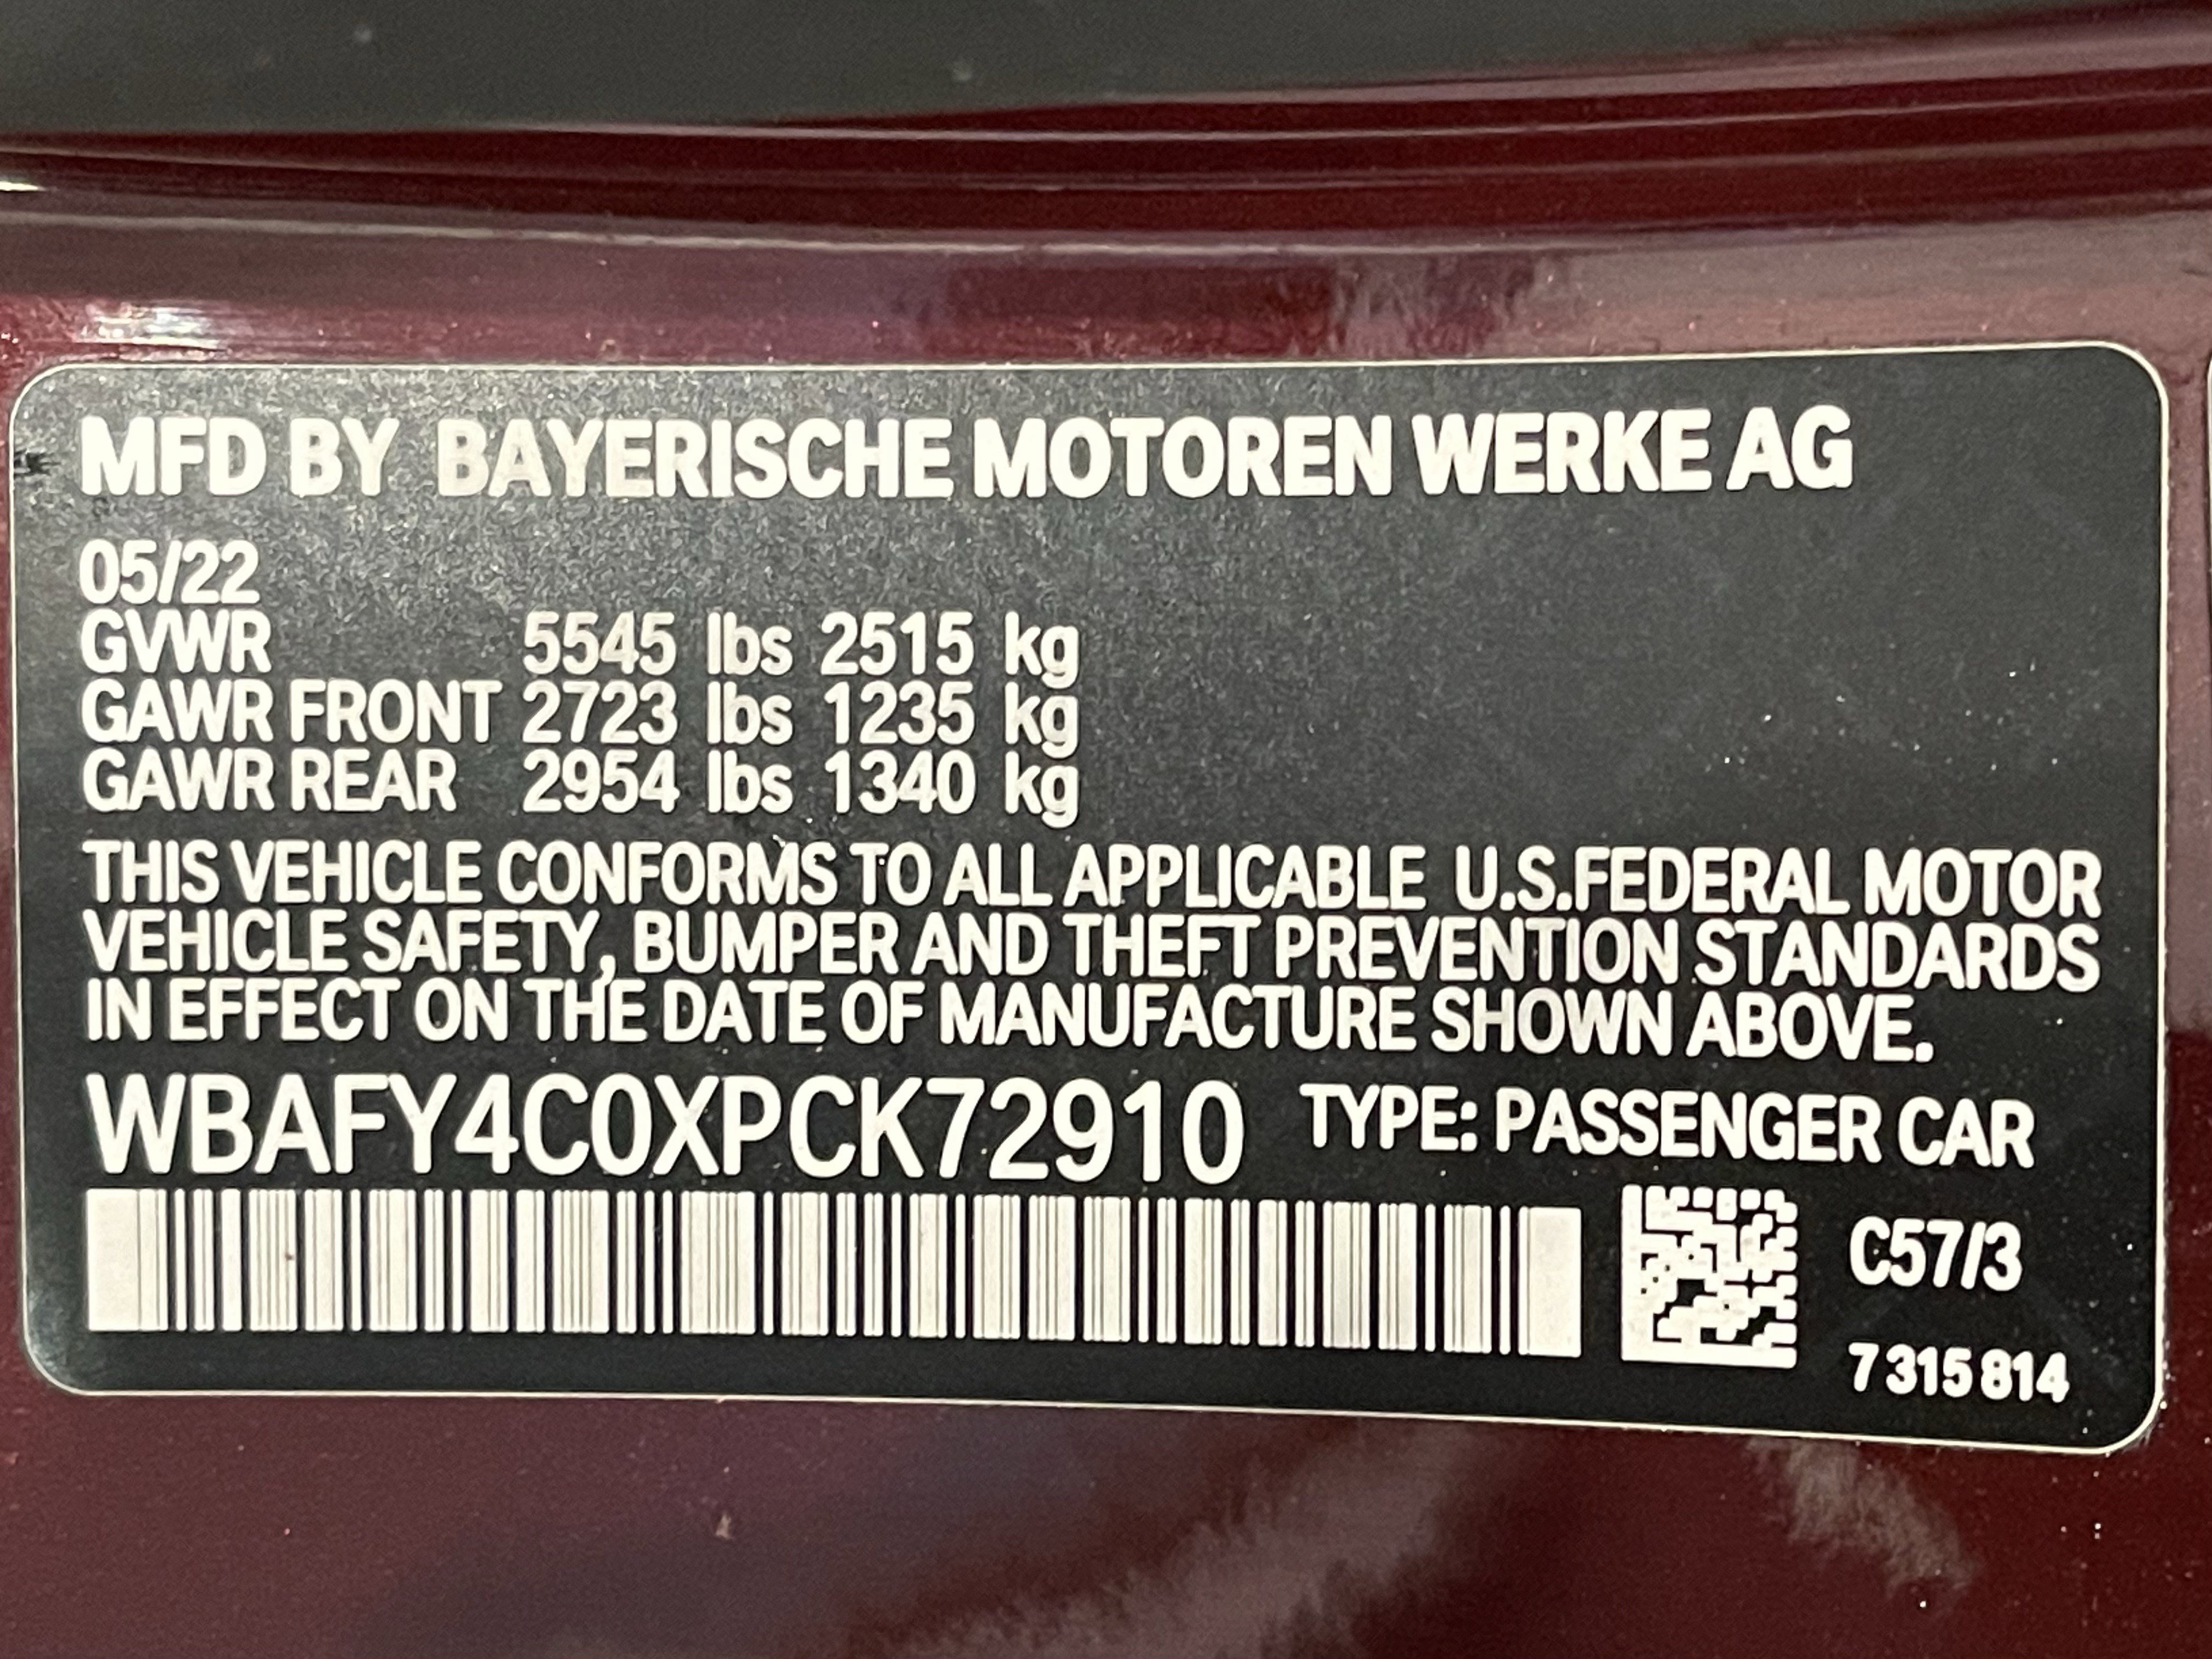 MFD BY BAYERISCHE MOTOREN WERKE AG
05/22
GVWR 5545 lbs 2515 kg
GAWR FRONT 2723 lbs 1235 kg
GAWR REAR 2954 lbs 1340 kg
THIS VEHICLE CONFORMS TO ALL APPLICABLE U.S.FEDERAL MOTOR
VEHICLE SAFETY, BUMPER AND THEFT PREVENTION STANDARDS
IN EFFECT ON THE DATE OF MANUFACTURE SHOWN ABOVE.
WBAFY4C0XPCK72910 TYPE: PASSENGER CAR
C57/3
7 315 814